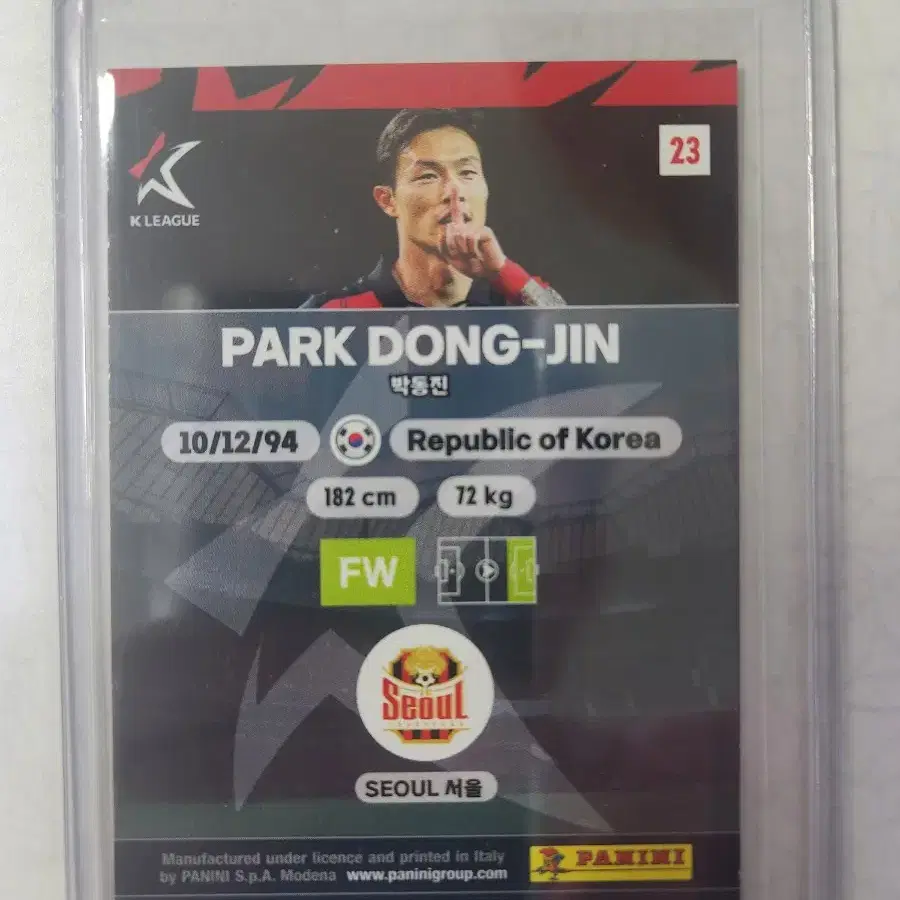 23
K LEAGUE
PARK DONG-JIN
박동진
10/12/94
Republic of Korea
182 cm
72 kg
FW
Seoul
SEOUL 서울
Manufactured under licence and printed in Italy
by PANINI S.p.A. Modena www.paninigroup.com
PANINI